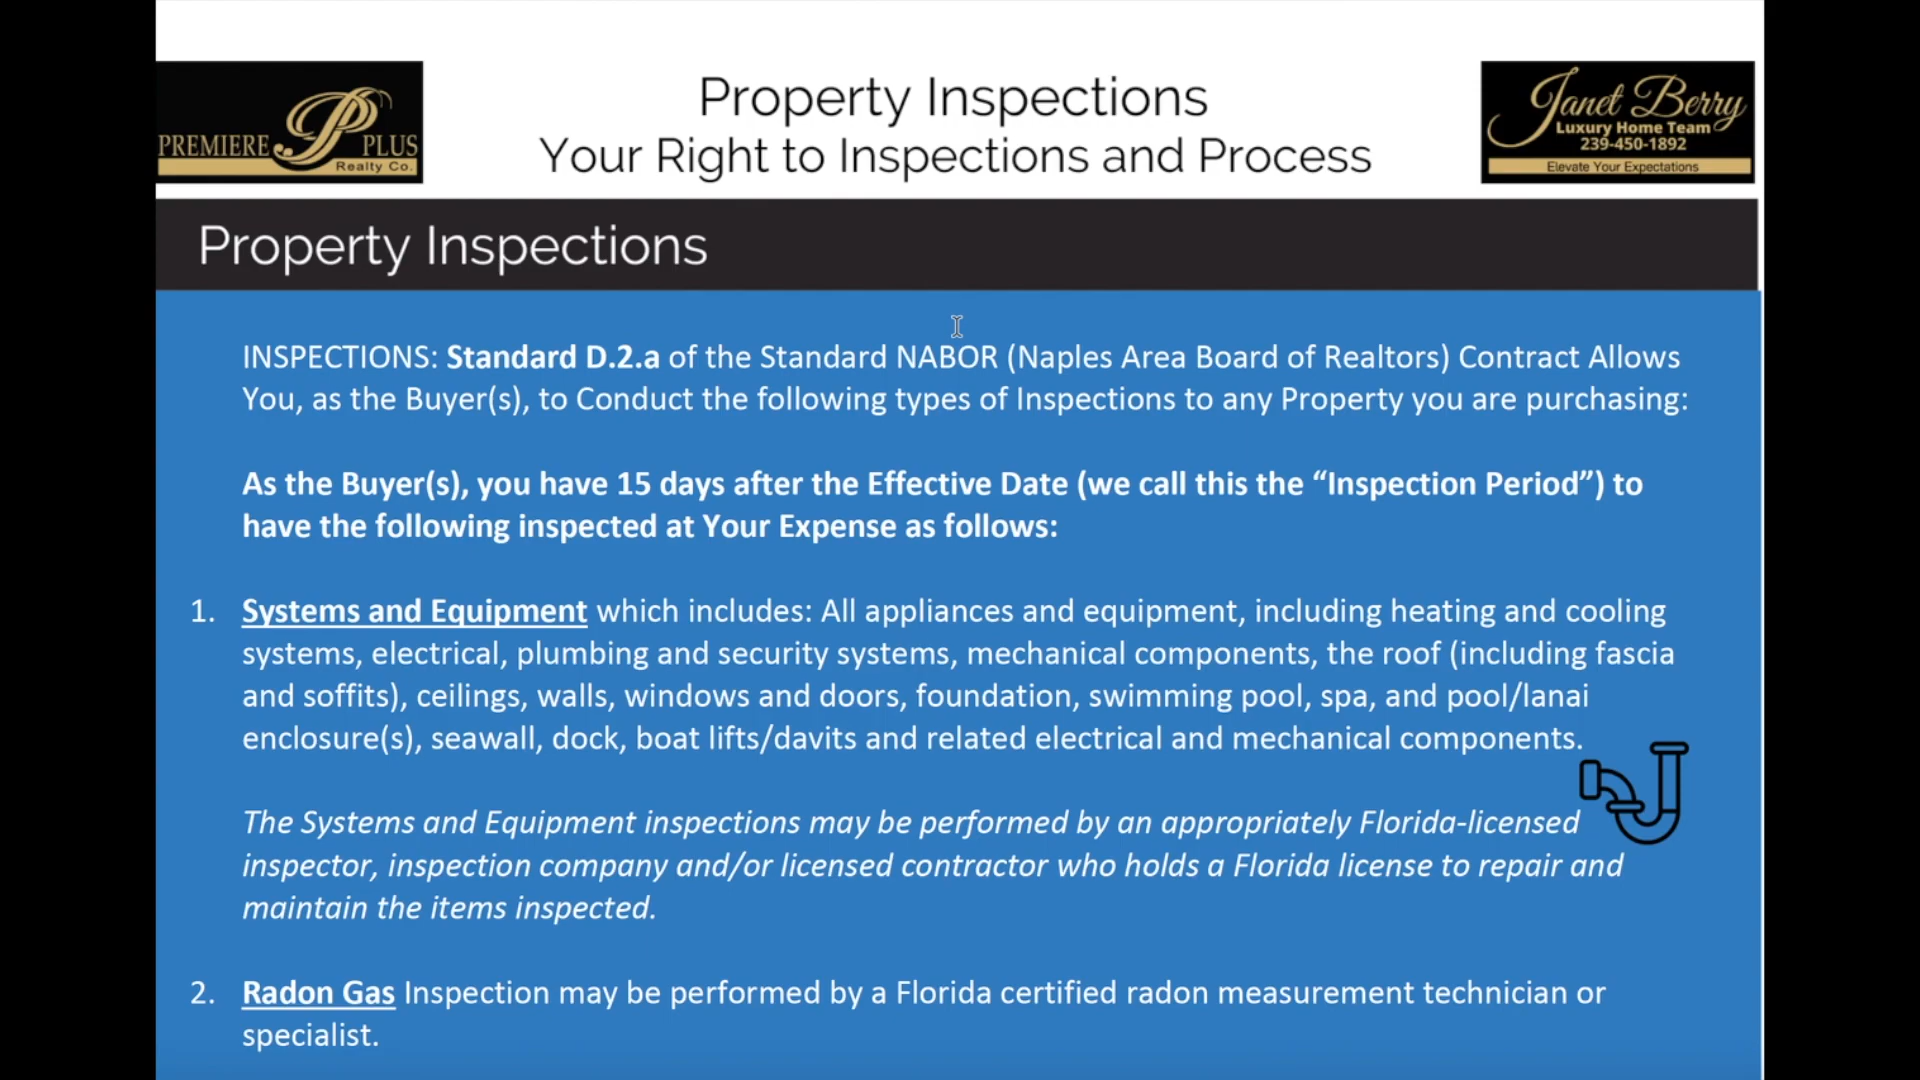 PREMIERE PLUS
Realty Co.
Property Inspections
Your Right to Inspections and Process
Janet Berry
Luxury Home Team
239-450-1892
Elevate Your Expectations
Property Inspections
INSPECTIONS: Standard D.2.a of the Standard NABOR (Naples Area Board of Realtors) Contract Allows
You, as the Buyer(s), to Conduct the following types of Inspections to any Property you are purchasing:
As the Buyer(s), you have 15 days after the Effective Date (we call this the “Inspection Period”) to
have the following inspected at Your Expense as follows:
1. Systems and Equipment which includes: All appliances and equipment, including heating and cooling
systems, electrical, plumbing and security systems, mechanical components, the roof (including fascia
and soffits), ceilings, walls, windows and doors, foundation, swimming pool, spa, and pool/lanai
enclosure(s), seawall, dock, boat lifts/davits and related electrical and mechanical components.
The Systems and Equipment inspections may be performed by an appropriately Florida-licensed
inspector, inspection company and/or licensed contractor who holds a Florida license to repair and
maintain the items inspected.
2. Radon Gas Inspection may be performed by a Florida certified radon measurement technician or
specialist.